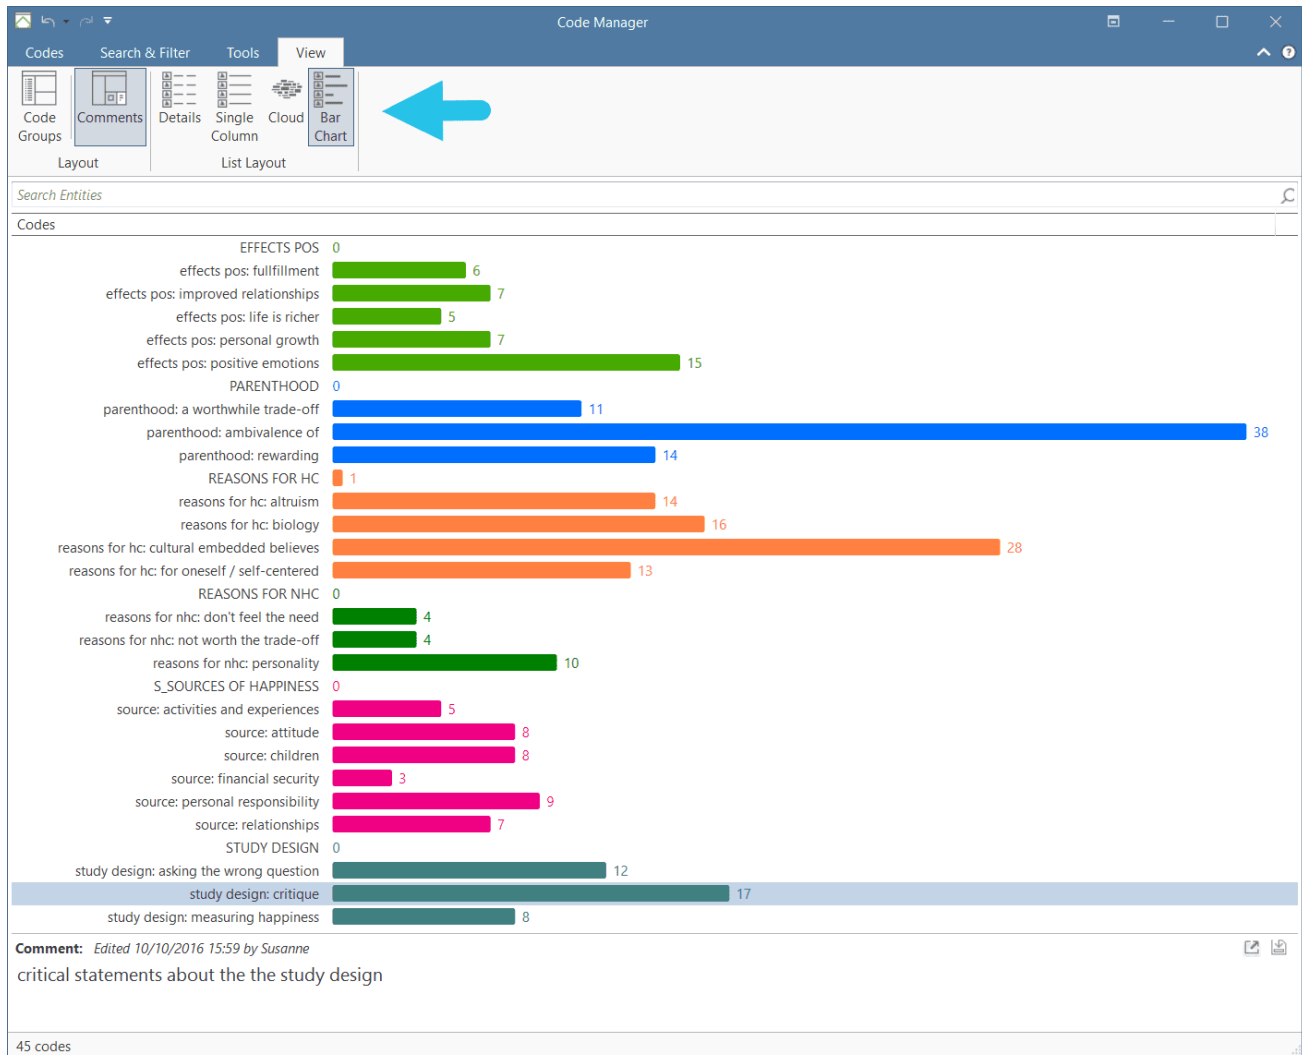 Code Manager
Codes Search & Filter Tools View
Code Groups
Comments
Details
Single Column
Cloud
Bar Chart
Layout List Layout
Search Entities
Codes
EFFECTS POS 0
effects pos: fullfillment 6
effects pos: improved relationships 7
effects pos: life is richer 5
effects pos: personal growth 7
effects pos: positive emotions 15
PARENTHOOD 0
parenthood: a worthwhile trade-off 11
parenthood: ambivalence of 38
parenthood: rewarding 14
REASONS FOR HC 1
reasons for hc: altruism 14
reasons for hc: biology 16
reasons for hc: cultural embedded believes 28
reasons for hc: for oneself / self-centered 13
REASONS FOR NHC 0
reasons for nhc: don't feel the need 4
reasons for nhc: not worth the trade-off 4
reasons for nhc: personality 10
S_SOURCES OF HAPPINESS 0
source: activities and experiences 5
source: attitude 8
source: children 8
source: financial security 3
source: personal responsibility 9
source: relationships 7
STUDY DESIGN 0
study design: asking the wrong question 12
study design: critique 17
study design: measuring happiness 8
Comment: Edited 10/10/2016 15:59 by Susanne
critical statements about the the study design
45 codes